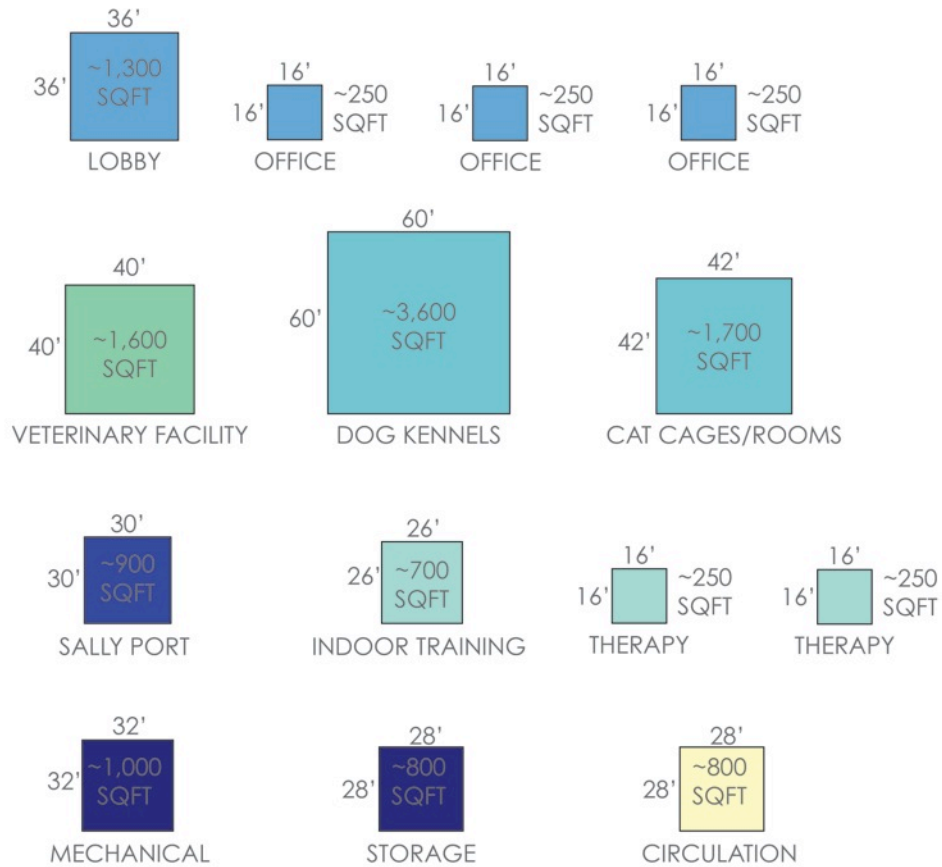 36'
36'
~1,300
SQFT
LOBBY
16'
16'
~250
SQFT
OFFICE
16'
16'
~250
SQFT
OFFICE
16'
16'
~250
SQFT
OFFICE
40'
40'
~1,600
SQFT
VETERINARY FACILITY
60'
60'
~3,600
SQFT
DOG KENNELS
42'
42'
~1,700
SQFT
CAT CAGES/ROOMS
30'
30'
~900
SQFT
SALLY PORT
26'
26'
~700
SQFT
INDOOR TRAINING
16'
16'
~250
SQFT
THERAPY
16'
16'
~250
SQFT
THERAPY
32'
32'
~1,000
SQFT
MECHANICAL
28'
28'
~800
SQFT
STORAGE
28'
28'
~800
SQFT
CIRCULATION